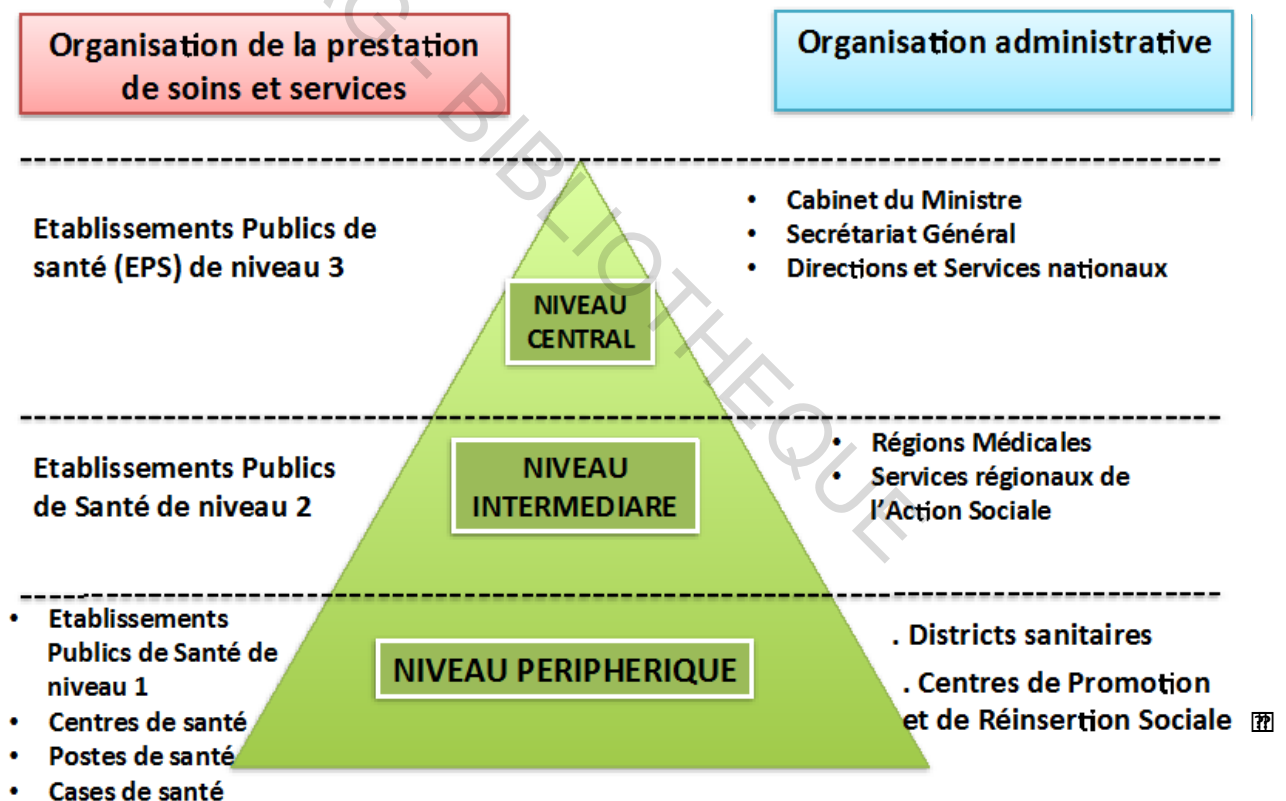 Organisation de la prestation
de soins et services
Organisation administrative
Etablissements Publics de
santé (EPS) de niveau 3
NIVEAU
CENTRAL
• Cabinet du Ministre
• Secrétariat Général
• Directions et Services nationaux
Etablissements Publics
de Santé de niveau 2
NIVEAU
INTERMEDIARE
• Régions Médicales
• Services régionaux de
l'Action Sociale
• Etablissements
Publics de Santé de
niveau 1
• Centres de santé
• Postes de santé
• Cases de santé
NIVEAU PERIPHERIQUE
. Districts sanitaires
. Centres de Promotion
et de Réinsertion Sociale
G - BIBLIOTHEQUE